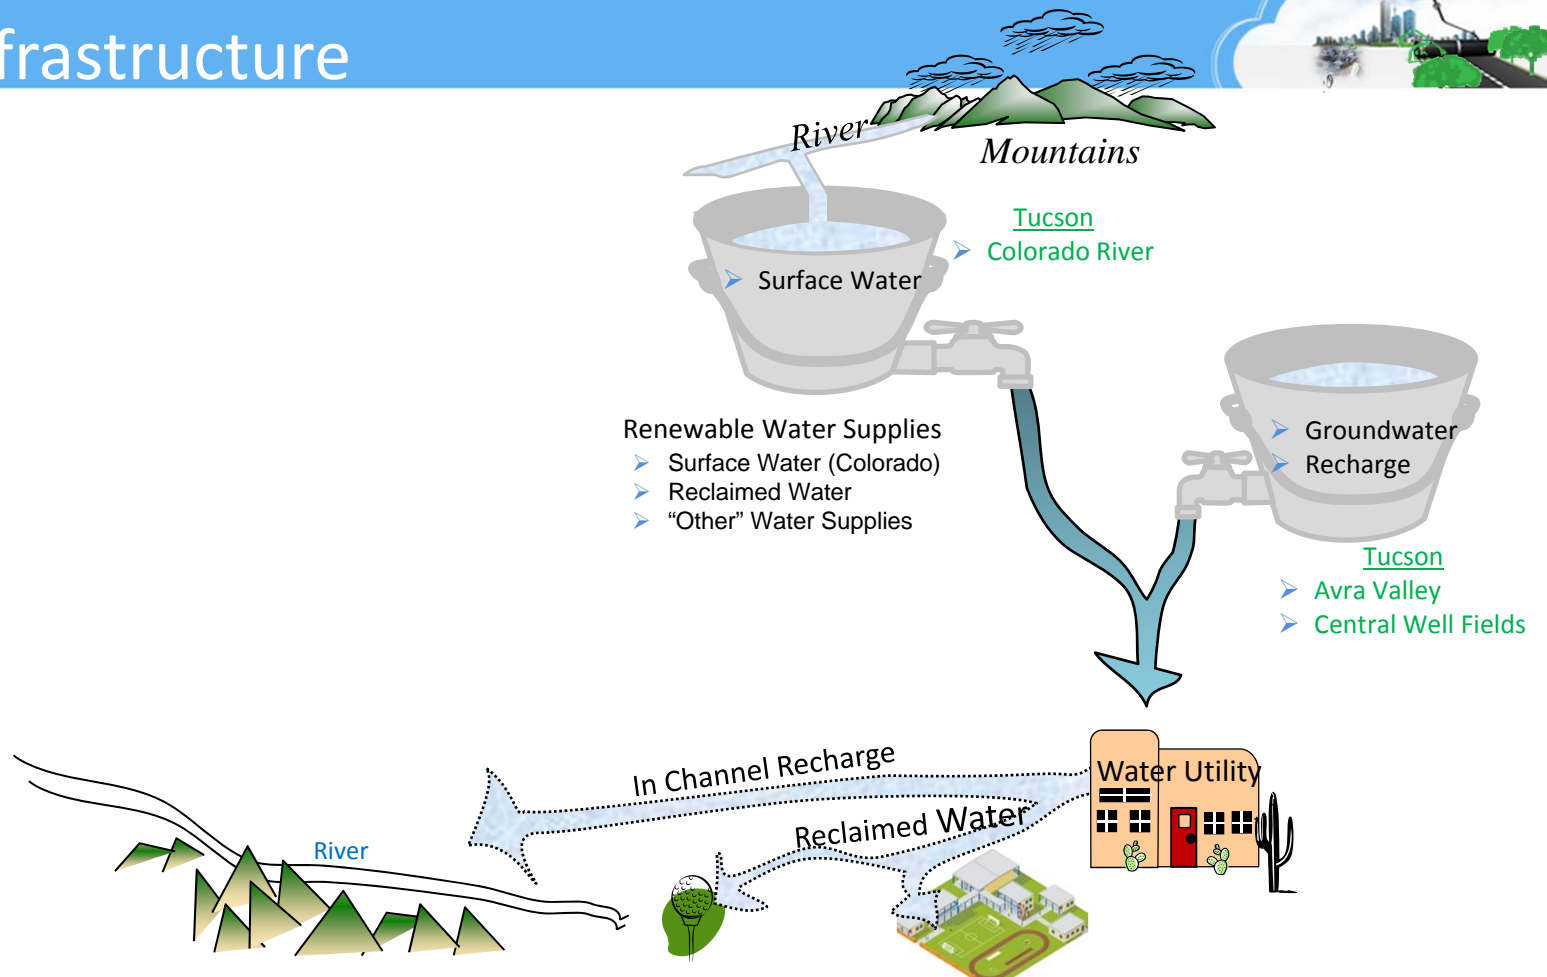 frastructure
River
Mountains
Tucson
Colorado River
Surface Water
Renewable Water Supplies
Surface Water (Colorado)
Reclaimed Water
“Other” Water Supplies
Groundwater
Recharge
Tucson
Avra Valley
Central Well Fields
Water Utility
In Channel Recharge
Reclaimed Water
River